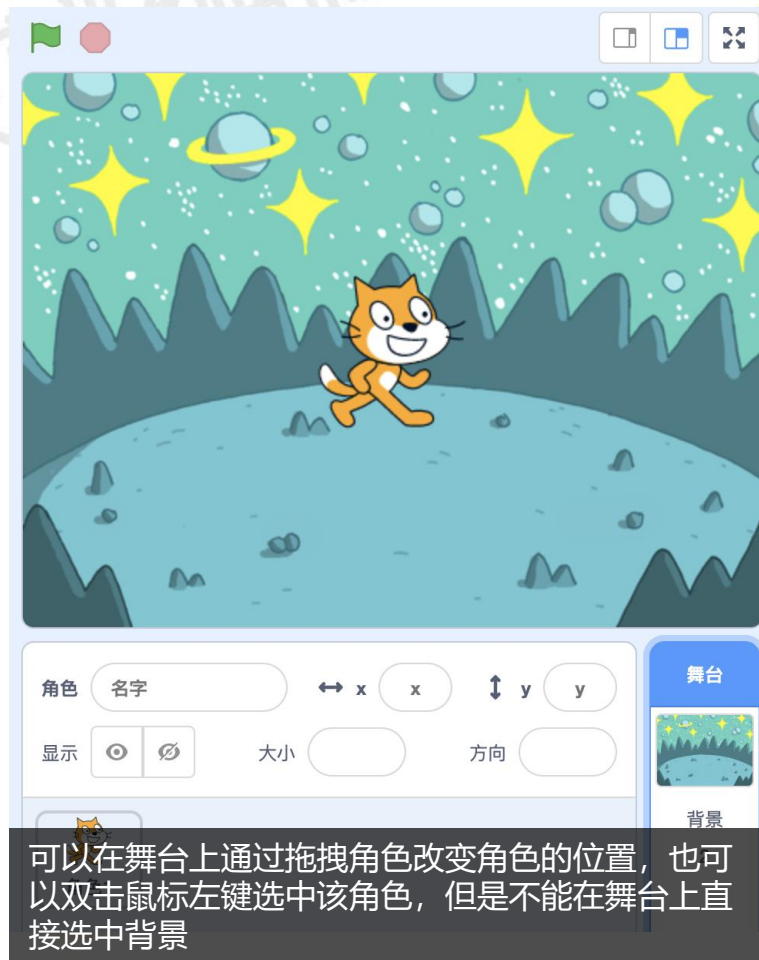 角色 名字 x x y y
舞台
显示 大小 方向
背景
可以在舞台上通过拖拽角色改变角色的位置，也可
以双击鼠标左键选中该角色，但是不能在舞台上直
接选中背景